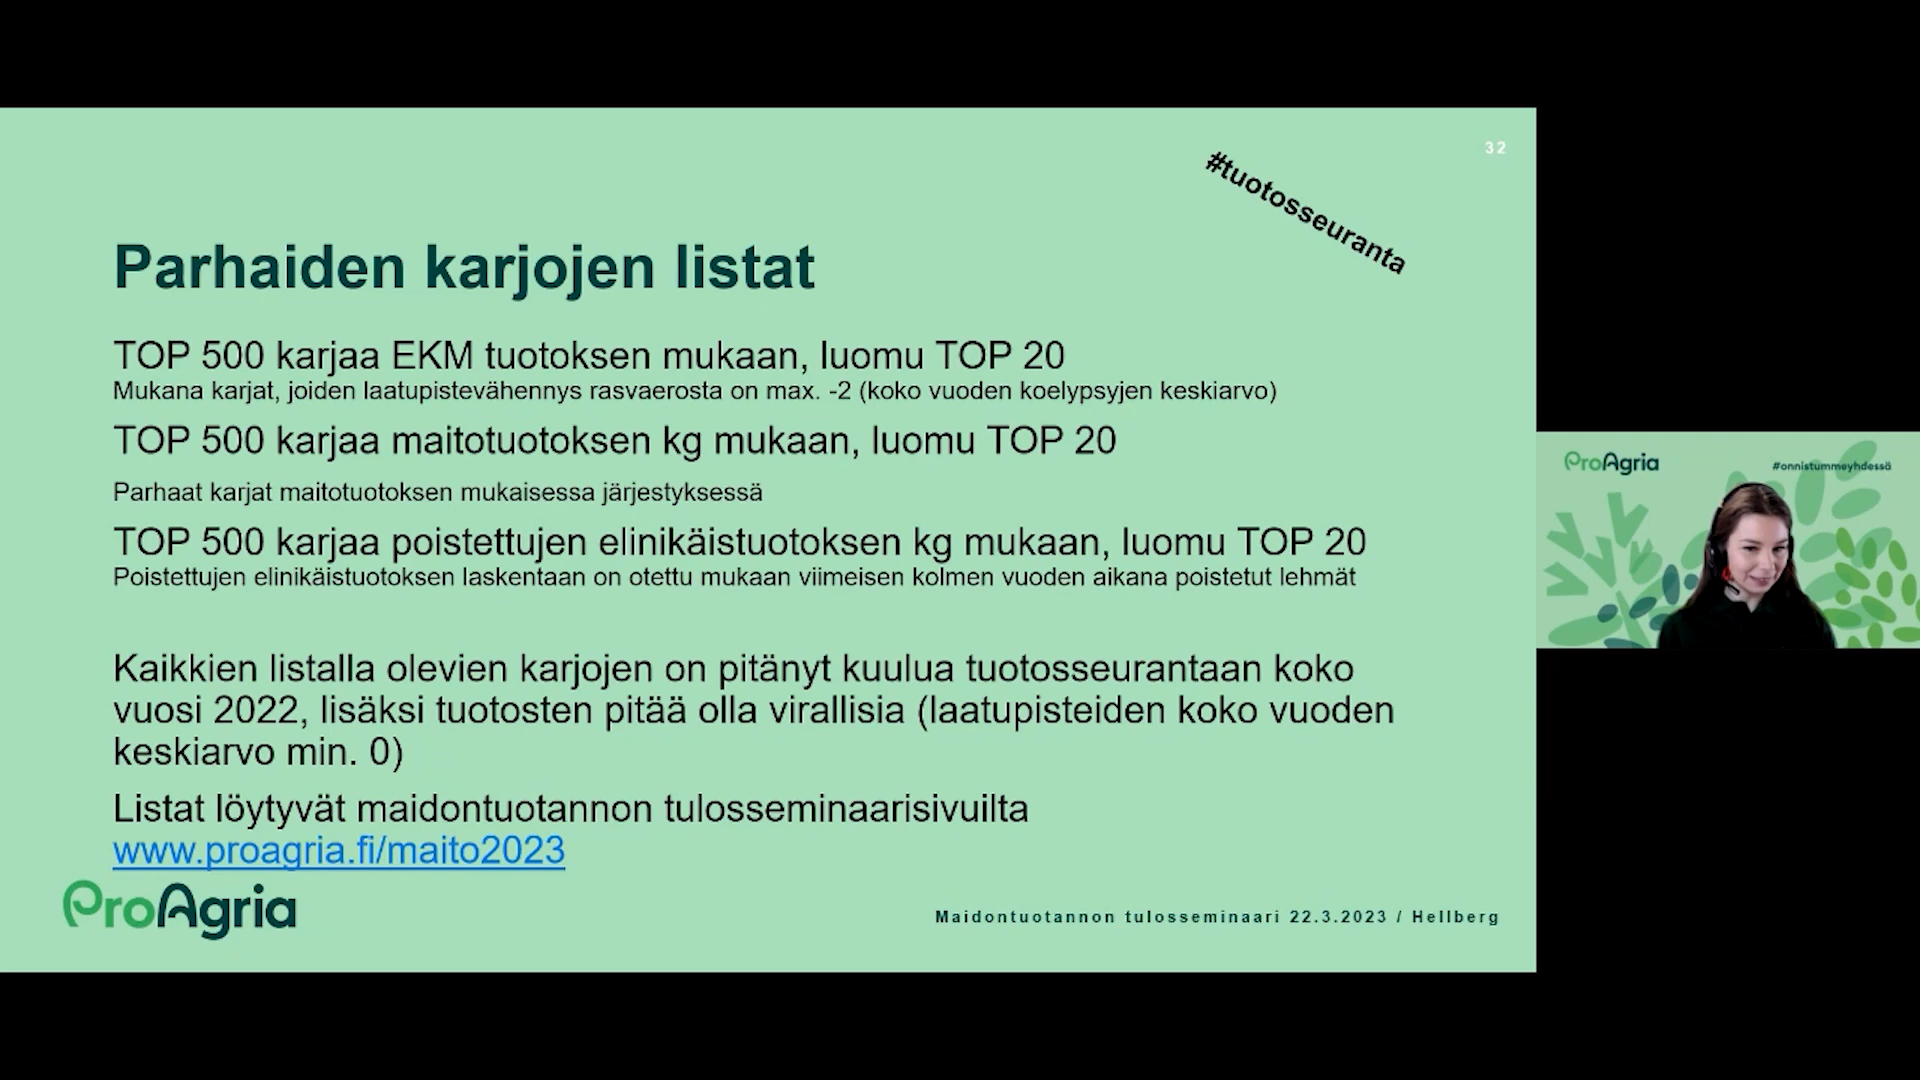 32
#tuotosseuranta
Parhaiden karjojen listat
TOP 500 karjaa EKM tuotoksen mukaan, luomu TOP 20
Mukana karjat, joiden laatupistevähennys rasvaerosta on max. -2 (koko vuoden koelypsyjen keskiarvo)
TOP 500 karjaa maitotuotoksen kg mukaan, luomu TOP 20
Parhaat karjat maitotuotoksen mukaisessa järjestyksessä
TOP 500 karjaa poistettujen elinikäistuotoksen kg mukaan, luomu TOP 20
Poistettujen elinikäistuotoksen laskentaan on otettu mukaan viimeisen kolmen vuoden aikana poistetut lehmät
Kaikkien listalla olevien karjojen on pitänyt kuulua tuotosseurantaan koko
vuosi 2022, lisäksi tuotosten pitää olla virallisia (laatupisteiden koko vuoden
keskiarvo min. 0)
Listat löytyvät maidontuotannon tulosseminaarisivuilta
www.proagria.fi/maito2023
ProAgria
Maidontuotannon tulosseminaari 22.3.2023 / Hellberg
ProAgria
#onnistummeyhdessä